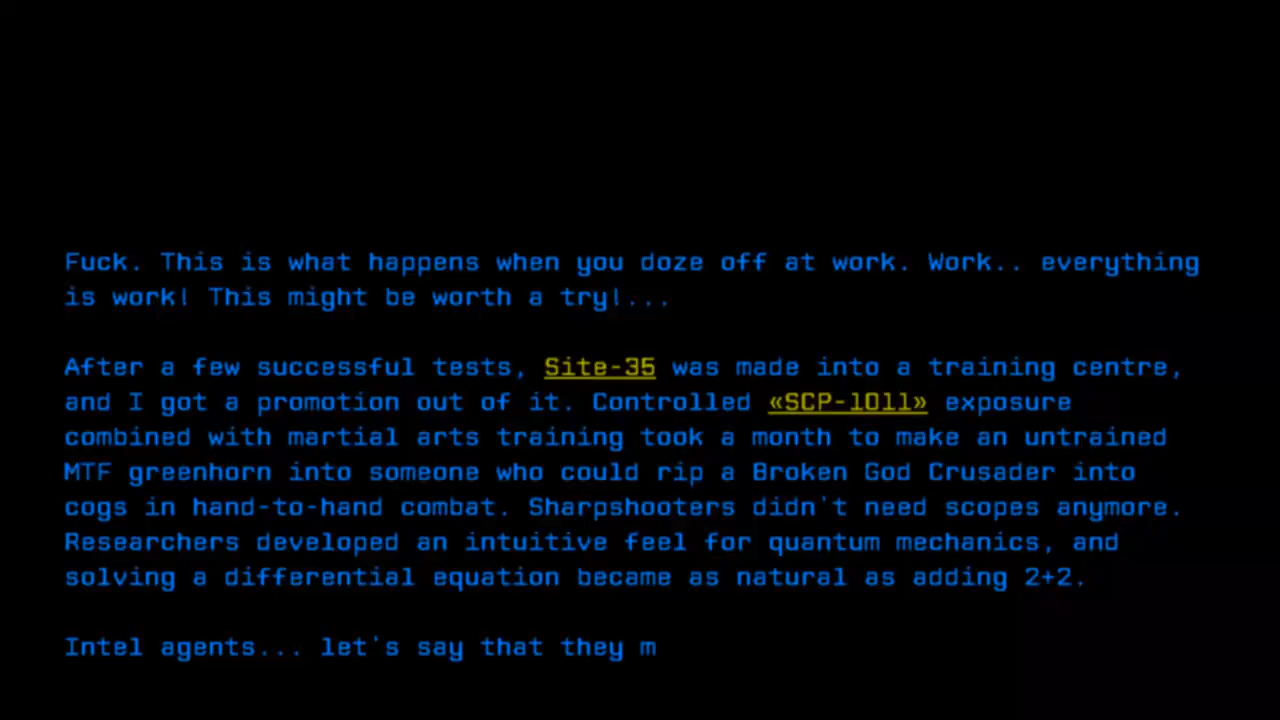 Fuck. This is what happens when you doze off at work. Work.. everything
is work! This might be worth a try!...
After a few successful tests, Site-35 was made into a training centre,
and I got a promotion out of it. Controlled «SCP-1011» exposure
combined with martial arts training took a month to make an untrained
MTF greenhorn into someone who could rip a Broken God Crusader into
cogs in hand-to-hand combat. Sharpshooters didn't need scopes anymore.
Researchers developed an intuitive feel for quantum mechanics, and
solving a differential equation became as natural as adding 2+2.
Intel agents... let's say that they m